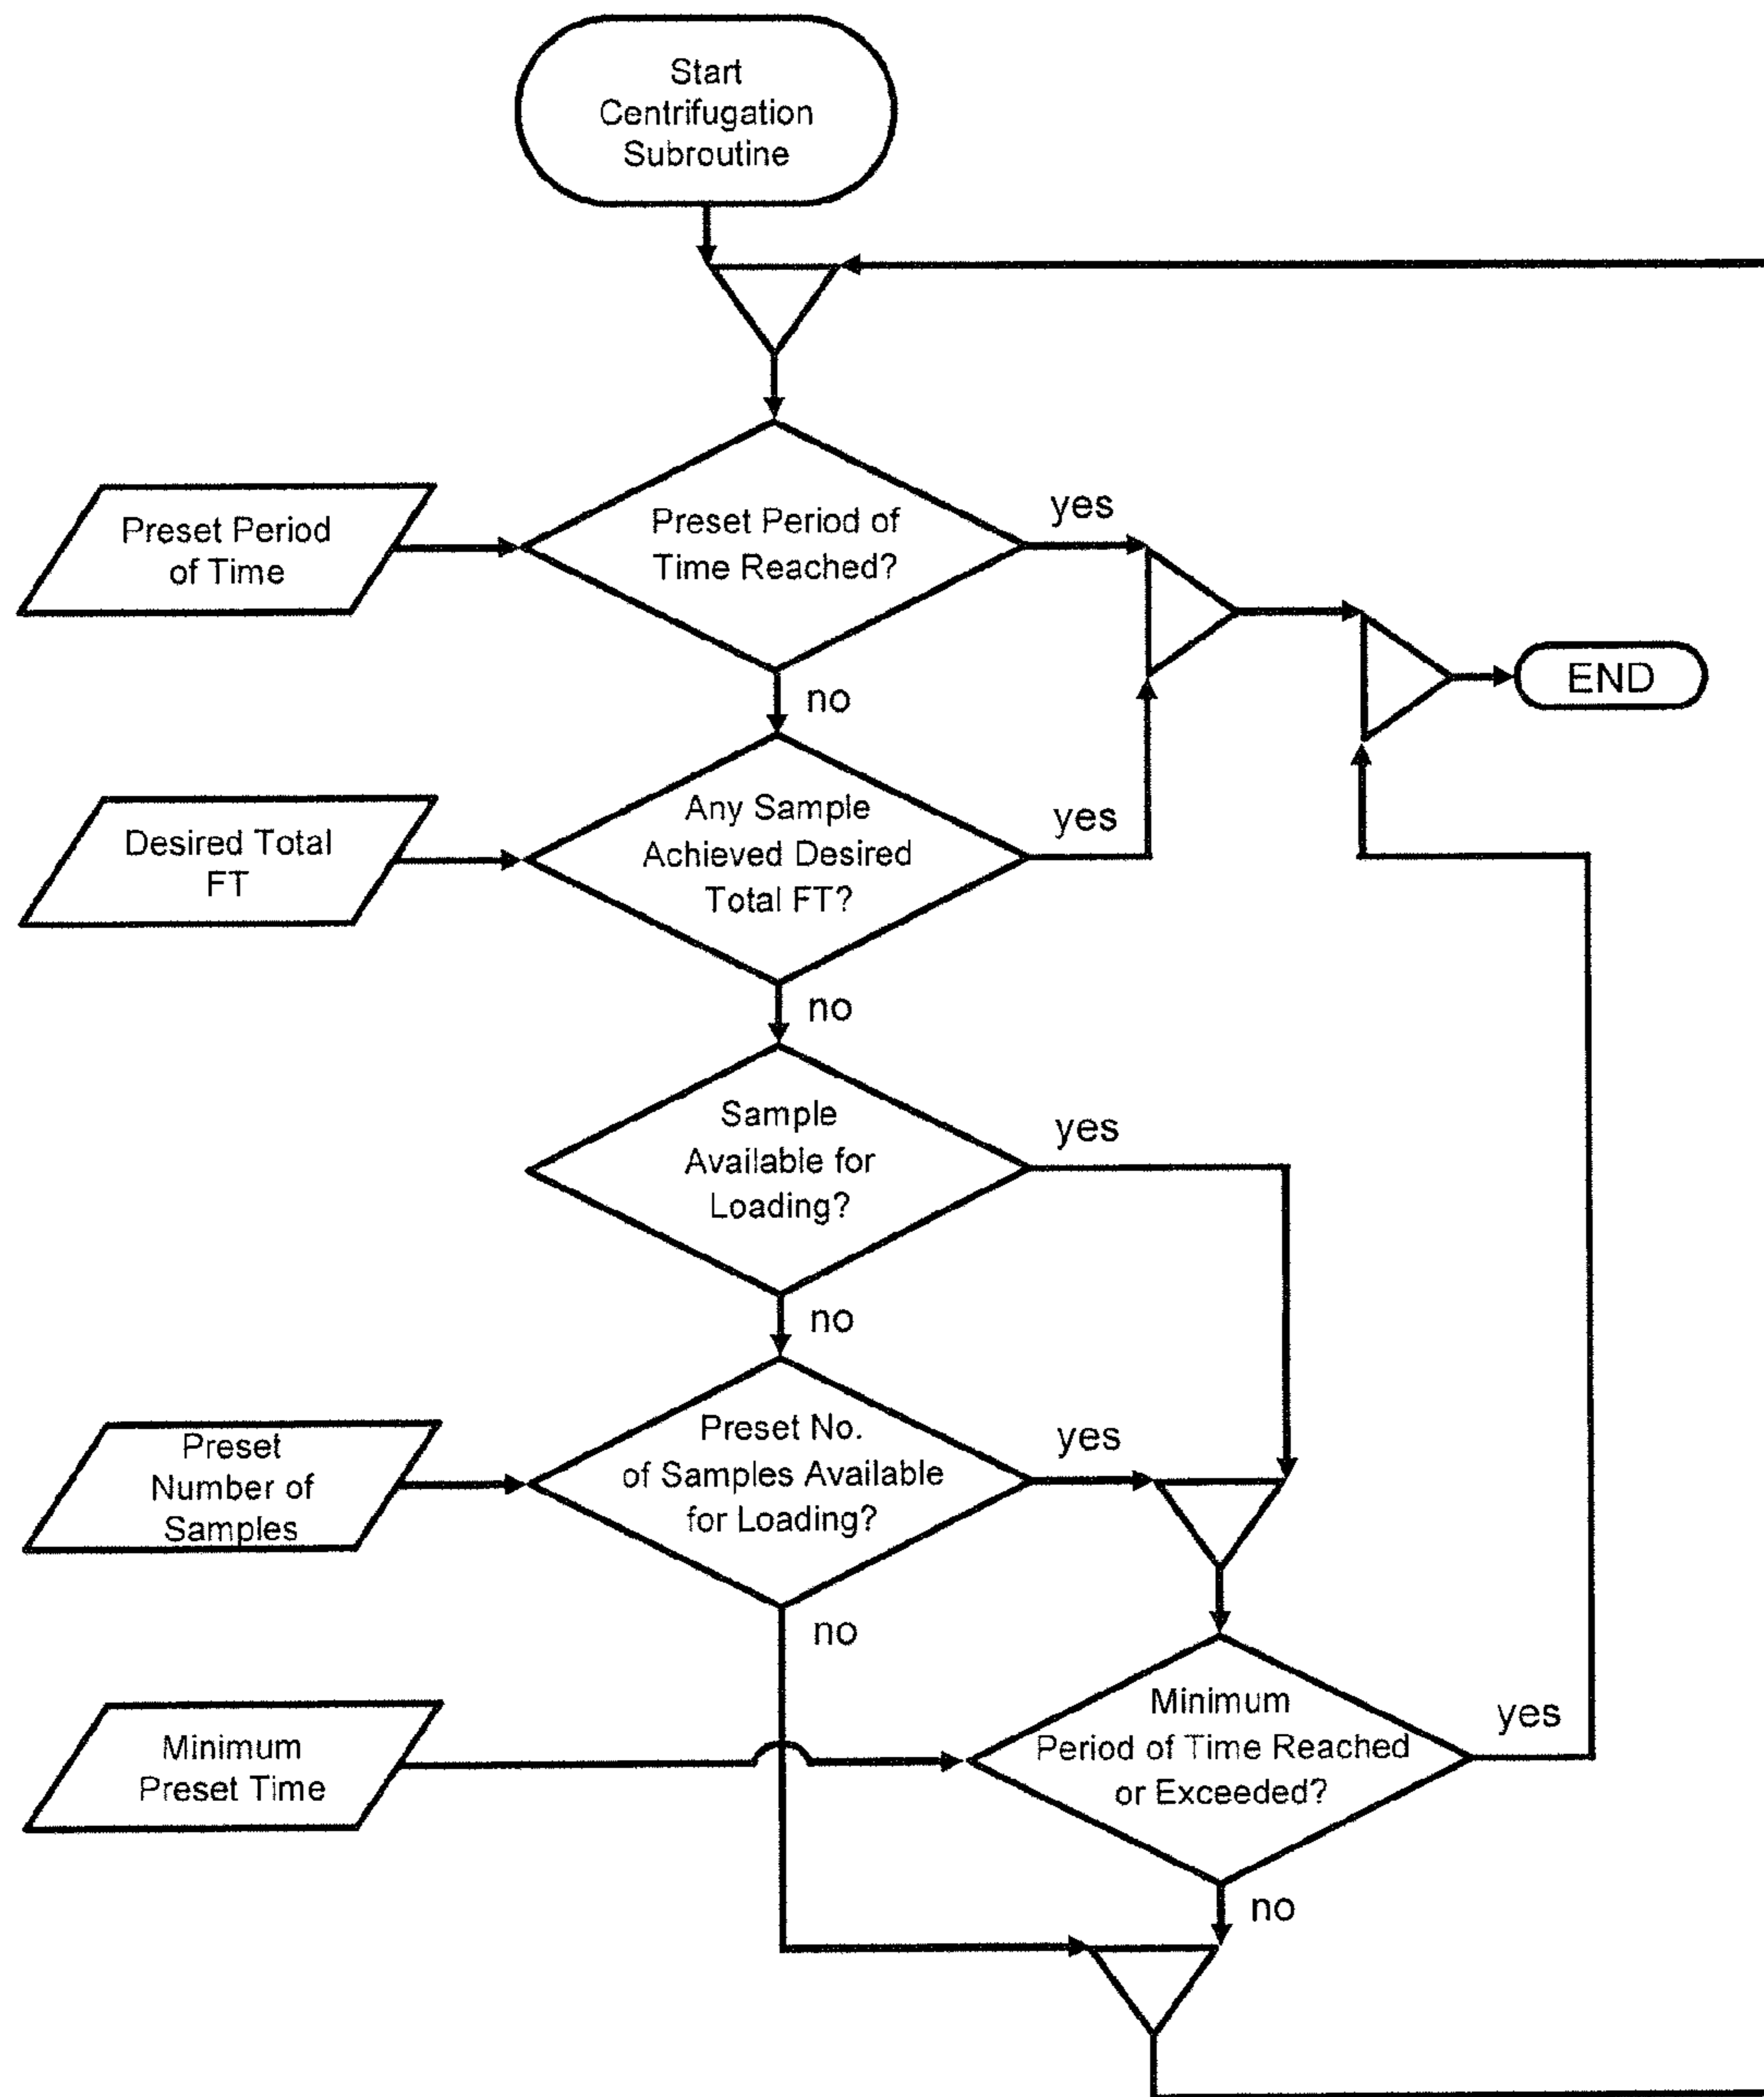 Start
Centrifugation
Subroutine
Preset Period
of Time
Preset Period of
Time Reached?
yes
END
no
Desired Total
FT
Any Sample
Achieved Desired
Total FT?
yes
no
Sample
Available for
Loading?
yes
no
Preset
Number of
Samples
Preset No.
of Samples Available
for Loading?
yes
no
Minimum
Preset Time
Minimum
Period of Time Reached
or Exceeded?
yes
no